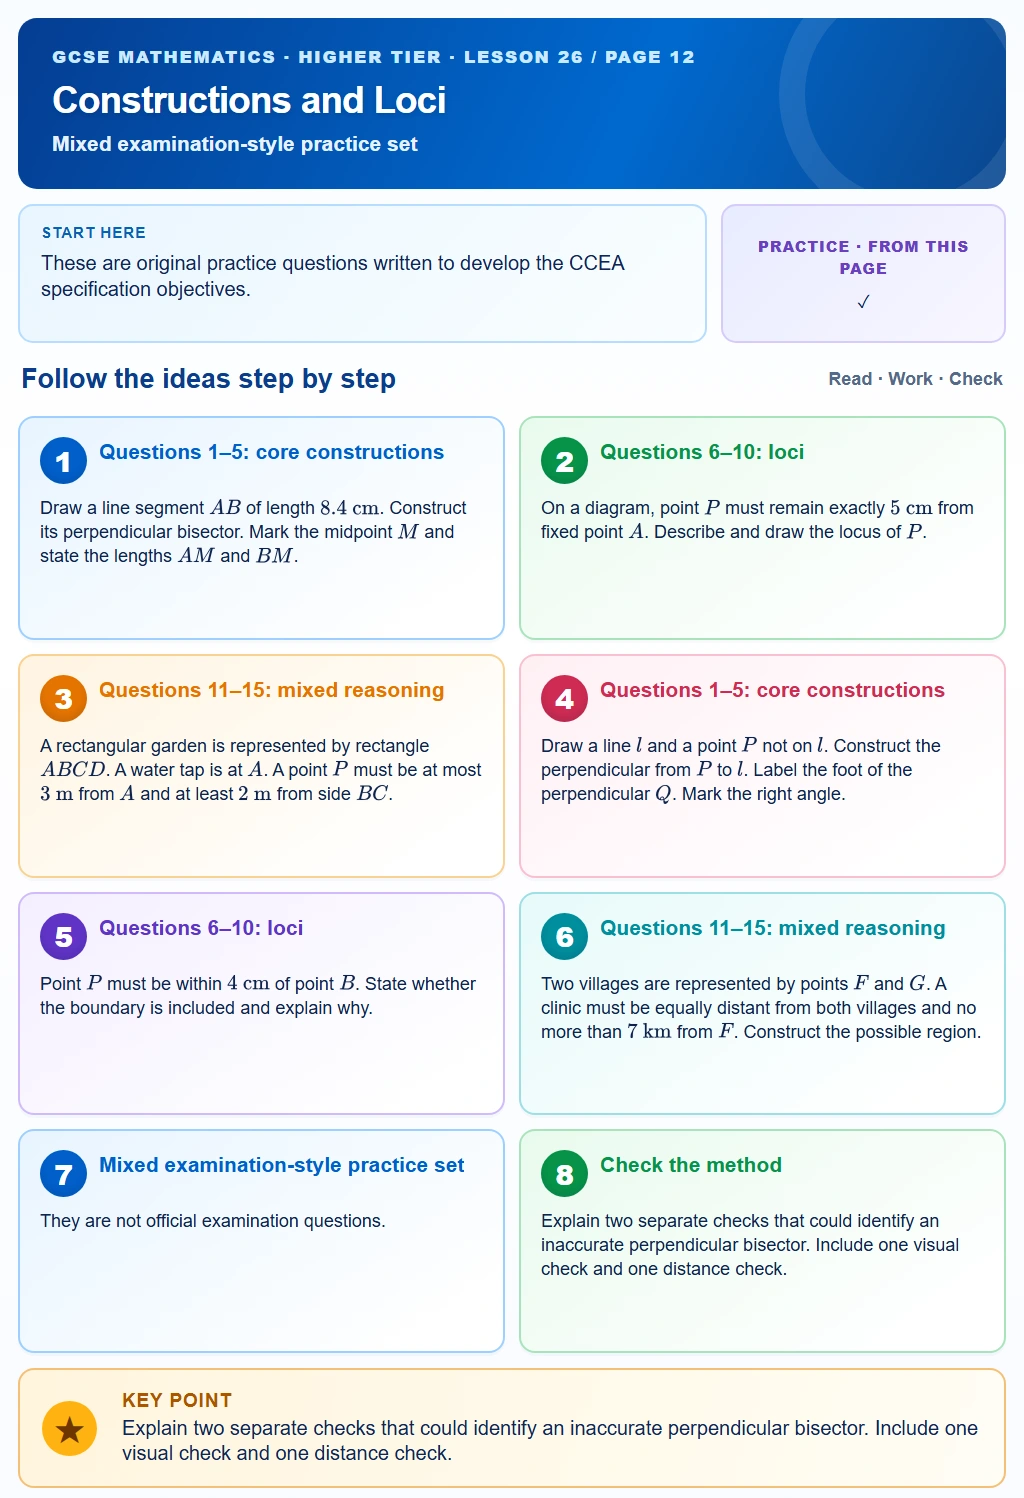 GCSE MATHEMATICS · HIGHER TIER · LESSON 26 / PAGE 12
Constructions and Loci
Mixed examination-style practice set
START HERE
These are original practice questions written to develop the CCEA
specification objectives.
PRACTICE · FROM THIS
PAGE
✓
Follow the ideas step by step
Read · Work · Check
1
Questions 1–5: core constructions
Draw a line segment AB of length 8.4 cm. Construct
its perpendicular bisector. Mark the midpoint M and
state the lengths AM and BM.
2
Questions 6–10: loci
On a diagram, point P must remain exactly 5 cm from
fixed point A. Describe and draw the locus of P.
3
Questions 11–15: mixed reasoning
A rectangular garden is represented by rectangle
ABCD. A water tap is at A. A point P must be at most
3 m from A and at least 2 m from side BC.
4
Questions 1–5: core constructions
Draw a line l and a point P not on l. Construct the
perpendicular from P to l. Label the foot of the
perpendicular Q. Mark the right angle.
5
Questions 6–10: loci
Point P must be within 4 cm of point B. State whether
the boundary is included and explain why.
6
Questions 11–15: mixed reasoning
Two villages are represented by points F and G. A
clinic must be equally distant from both villages and no
more than 7 km from F. Construct the possible region.
7
Mixed examination-style practice set
They are not official examination questions.
8
Check the method
Explain two separate checks that could identify an
inaccurate perpendicular bisector. Include one visual
check and one distance check.
★
KEY POINT
Explain two separate checks that could identify an inaccurate perpendicular bisector. Include one
visual check and one distance check.